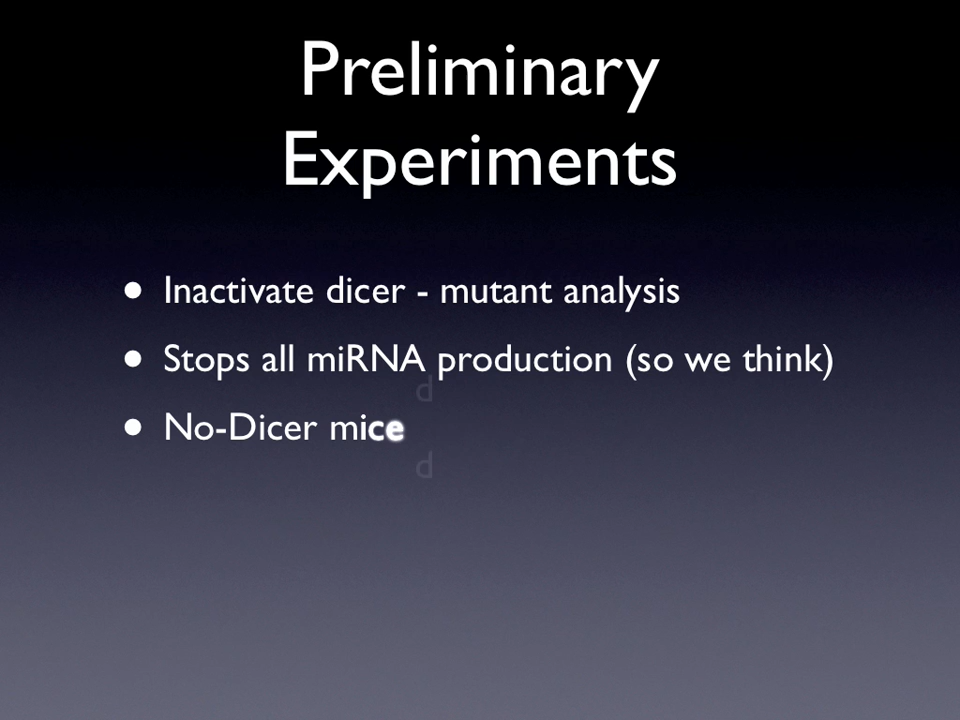 Preliminary
Experiments
• Inactivate dicer - mutant analysis
• Stops all miRNA production (so we think)
d
• No-Dicer mice
d